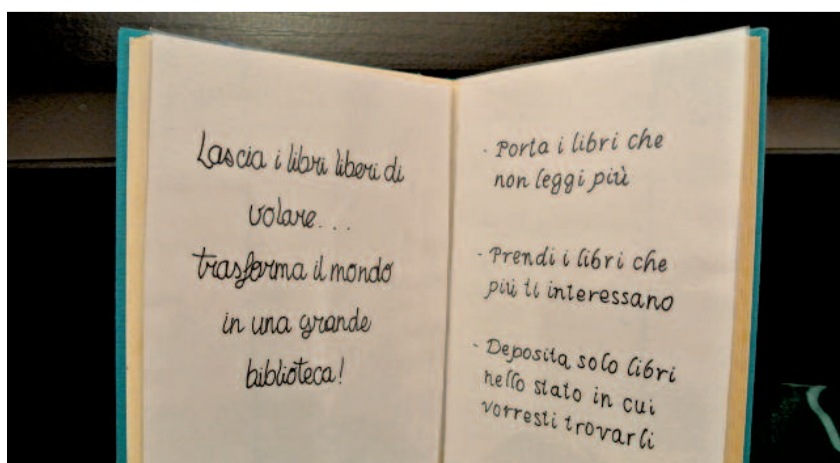 Lascia i libri liberi di
volare...
trasforma il mondo
in una grande
biblioteca!
- Porta i libri che
non leggi più
- Prendi i libri che
più ti interessano
- Deposita solo libri
nello stato in cui
vorresti trovarli